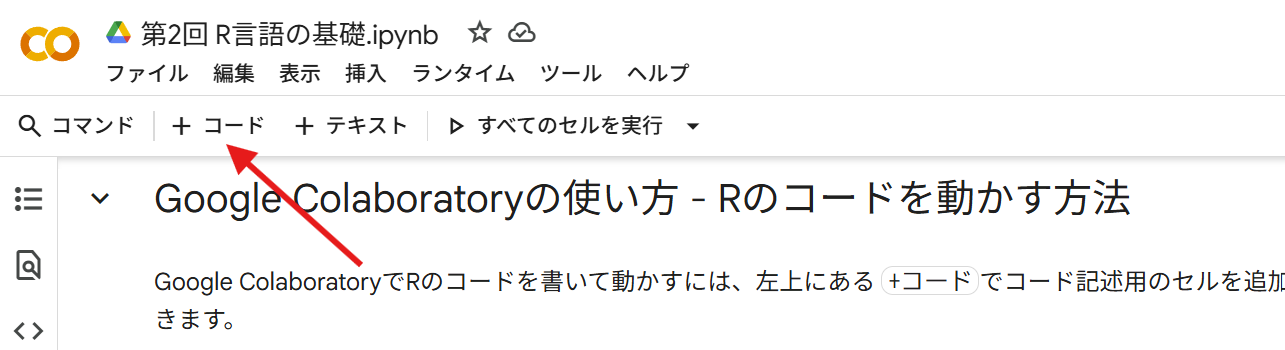 第2回 R言語の基礎.ipynb
ファイル 編集 表示 挿入 ランタイム ツール ヘルプ
コマンド + コード + テキスト すべてのセルを実行
Google Colaboratoryの使い方 - Rのコードを動かす方法
Google ColaboratoryでRのコードを書いて動かすには、左上にある +コード でコード記述用のセルを追加
きます。